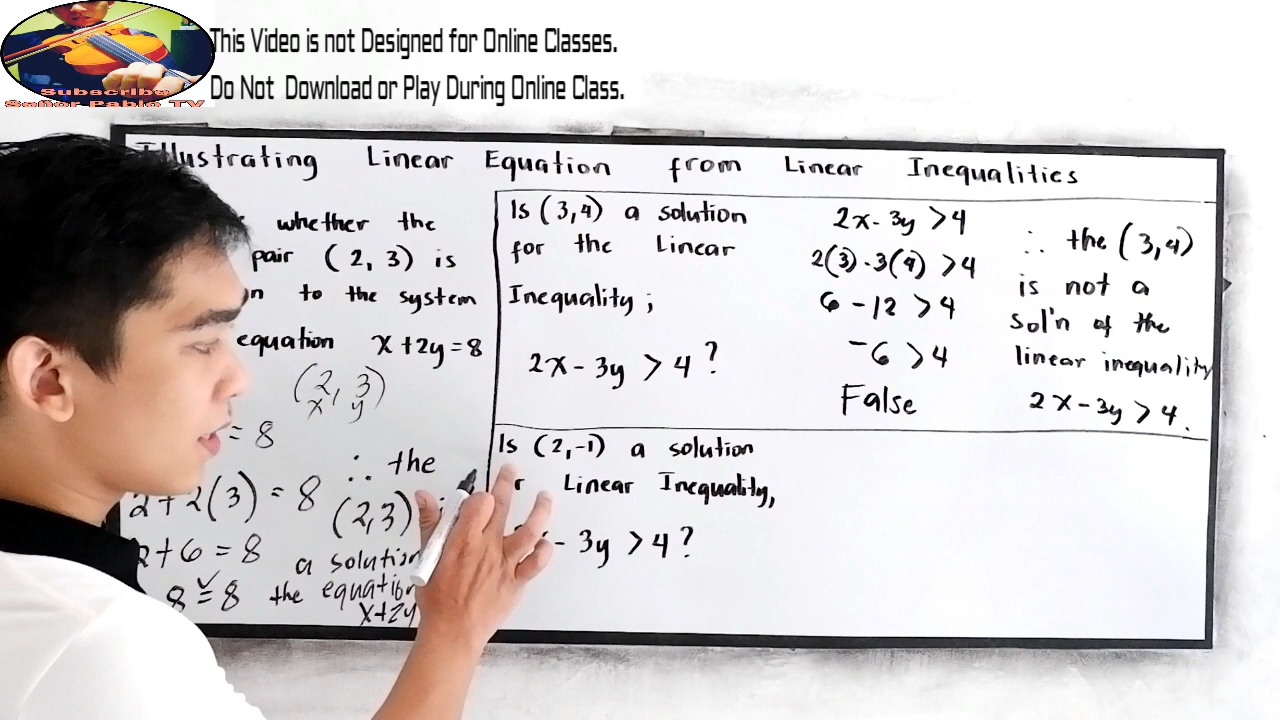 This Video is not Designed for Online Classes.
Do Not Download or Play During Online Class.
Subscribe
Señor Pablo TV
Illustrating Linear Equation from Linear Inequalities
whether the
pair (2, 3) is
to the system
equation x+2y=8
(2, 3)
x y
= 8
2+2(3) = 8
2+6 = 8
8 = 8
∴ the
(2,3)
a solution
the equation
x+2y
Is (3,4) a solution
for the Linear
Inequality;
2x-3y > 4?
2x-3y >4
2(3)-3(4) >4
6-12 >4
-6 >4
False
∴ the (3,4)
is not a
sol'n of the
linear inequality
2x-3y > 4.
Is (2,-1) a solution
Linear Inequality,
- 3y > 4?